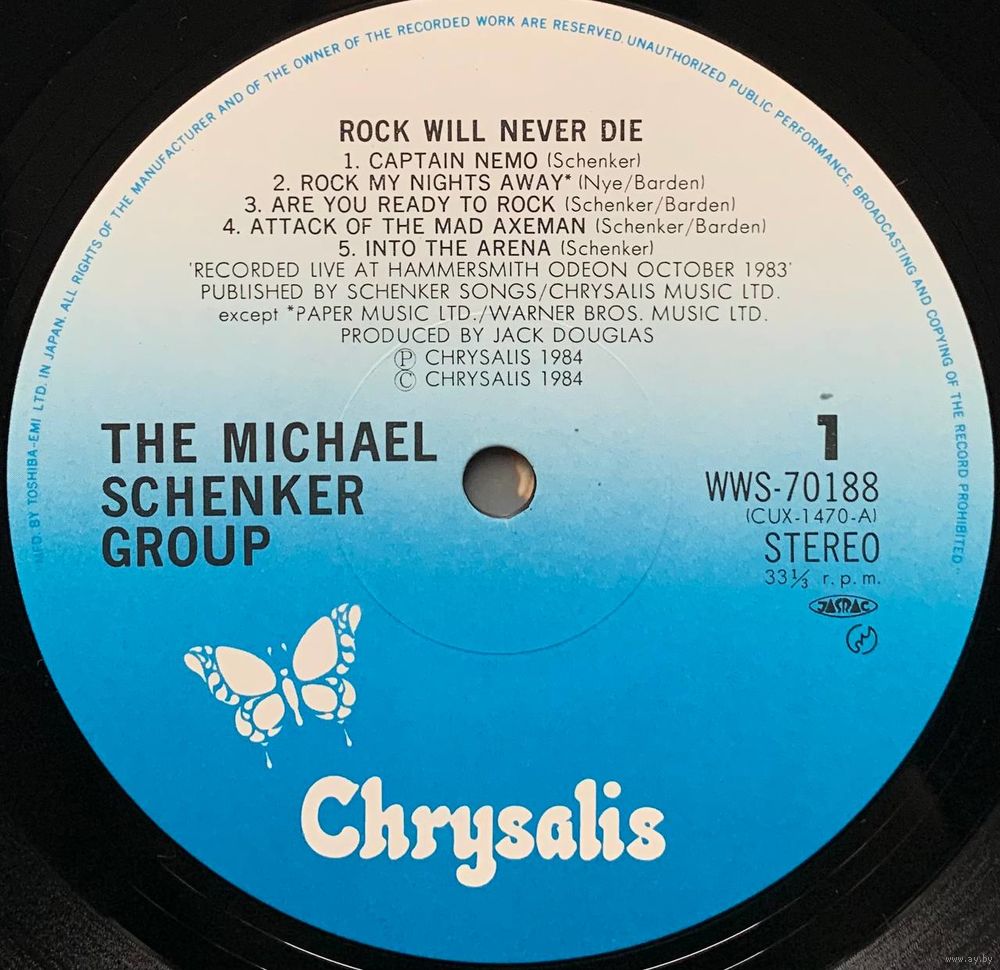 MFD. BY TOSHIBA-EMI LTD. IN JAPAN. ALL RIGHTS OF THE MANUFACTURER AND OF THE OWNER OF THE RECORDED WORK ARE RESERVED. UNAUTHORIZED PUBLIC PERFORMANCE, BROADCASTING AND COPYING OF THE RECORD PROHIBITED.
ROCK WILL NEVER DIE
1. CAPTAIN NEMO (Schenker)
2. ROCK MY NIGHTS AWAY* (Nye/Barden)
3. ARE YOU READY TO ROCK (Schenker/Barden)
4. ATTACK OF THE MAD AXEMAN (Schenker/Barden)
5. INTO THE ARENA (Schenker)
'RECORDED LIVE AT HAMMERSMITH ODEON OCTOBER 1983'
PUBLISHED BY SCHENKER SONGS/CHRYSALIS MUSIC LTD.
except *PAPER MUSIC LTD./WARNER BROS. MUSIC LTD.
PRODUCED BY JACK DOUGLAS
Ⓟ CHRYSALIS 1984
© CHRYSALIS 1984
THE MICHAEL
SCHENKER
GROUP
1
WWS-70188
(CUX-1470-A)
STEREO
33⅓ r.p.m.
JASRAC
Chrysalis
www.ay.by